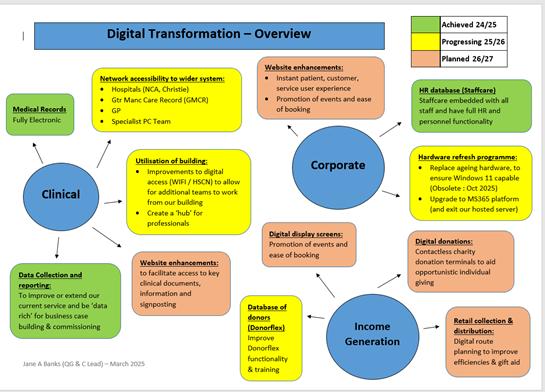 Digital Transformation – Overview
Achieved 24/25
Progressing 25/26
Planned 26/27
Medical Records
Fully Electronic
Network accessibility to wider system:
• Hospitals (NCA, Christie)
• Gtr Manc Care Record (GMCR)
• GP
• Specialist PC Team
Website enhancements:
• Instant patient, customer,
service user experience
• Promotion of events and ease
of booking
HR database (Staffcare)
Staffcare embedded with all
staff and have full HR and
personnel functionality
Clinical
Utilisation of building:
• Improvements to digital
access (WIFI / HSCN) to allow
for additional teams to work
from our building
• Create a 'hub' for
professionals
Corporate
Hardware refresh programme:
• Replace ageing hardware, to
ensure Windows 11 capable
(Obsolete : Oct 2025)
• Upgrade to MS365 platform
(and exit our hosted server)
Data Collection and
reporting:
To improve or extend our
current service and be 'data
rich' for business case
building & commissioning
Website enhancements:
to facilitate access to key
clinical documents,
information and
signposting
Digital display screens:
Promotion of events and
ease of booking
Digital donations:
Contactless charity
donation terminals to aid
opportunistic individual
giving
Database of
donors
(Donorflex)
Improve
Donorflex
functionality
& training
Income
Generation
Retail collection &
distribution:
Digital route
planning to improve
efficiencies & gift aid
Jane A Banks (QG & C Lead) – March 2025